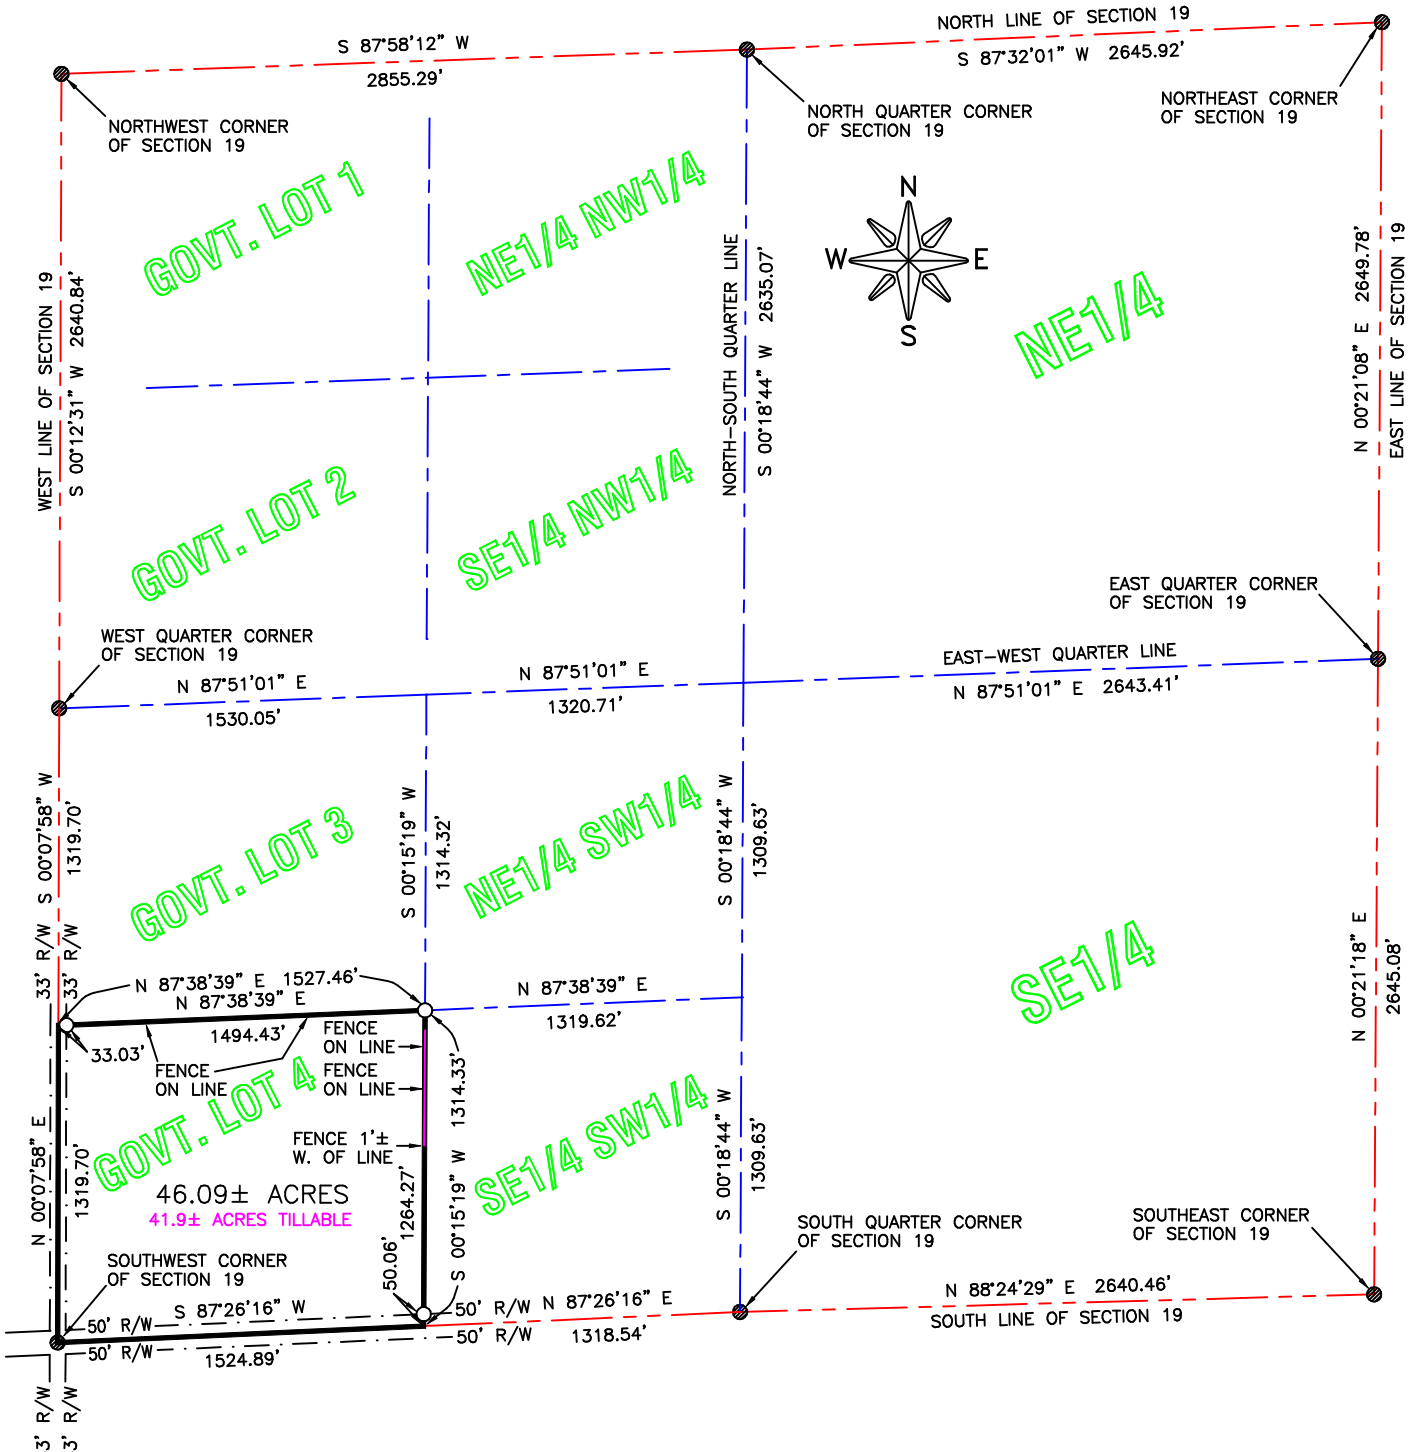 NORTH LINE OF SECTION 19
S 87°58'12" W
2855.29'
S 87°32'01" W 2645.92'
NORTHWEST CORNER
OF SECTION 19
NORTH QUARTER CORNER
OF SECTION 19
NORTHEAST CORNER
OF SECTION 19
GOVT. LOT 1
NE1/4 NW1/4
N
W
E
S
NE1/4
WEST LINE OF SECTION 19
S 00°12'31" W 2640.84'
NORTH-SOUTH QUARTER LINE
S 00°18'44" W 2635.07'
N 00°21'08" E 2649.78'
EAST LINE OF SECTION 19
GOVT. LOT 2
SE1/4 NW1/4
EAST QUARTER CORNER
OF SECTION 19
WEST QUARTER CORNER
OF SECTION 19
N 87°51'01" E
1530.05'
N 87°51'01" E
1320.71'
EAST-WEST QUARTER LINE
N 87°51'01" E 2643.41'
S 00°07'58" W
1319.70'
GOVT. LOT 3
S 00°15'19" W
1314.32'
NE1/4 SW1/4
S 00°18'44" W
1309.63'
SE1/4
N 00°21'18" E
2645.08'
33' R/W
33' R/W
N 87°38'39" E 1527.46'
N 87°38'39" E
1494.43'
33.03'
N 87°38'39" E
1319.62'
FENCE
ON LINE
FENCE
ON LINE
FENCE
ON LINE
FENCE 1'±
W. OF LINE
GOVT. LOT 4
46.09± ACRES
41.9± ACRES TILLABLE
N 00°07'58" E
1319.70'
1264.27'
50.06'
S 00°15'19" W 1314.33'
SE1/4 SW1/4
S 00°18'44" W
1309.63'
SOUTHWEST CORNER
OF SECTION 19
SOUTH QUARTER CORNER
OF SECTION 19
SOUTHEAST CORNER
OF SECTION 19
50' R/W
S 87°26'16" W
50' R/W
1524.89'
50' R/W
50' R/W
N 87°26'16" E
1318.54'
N 88°24'29" E 2640.46'
SOUTH LINE OF SECTION 19
3' R/W
3' R/W